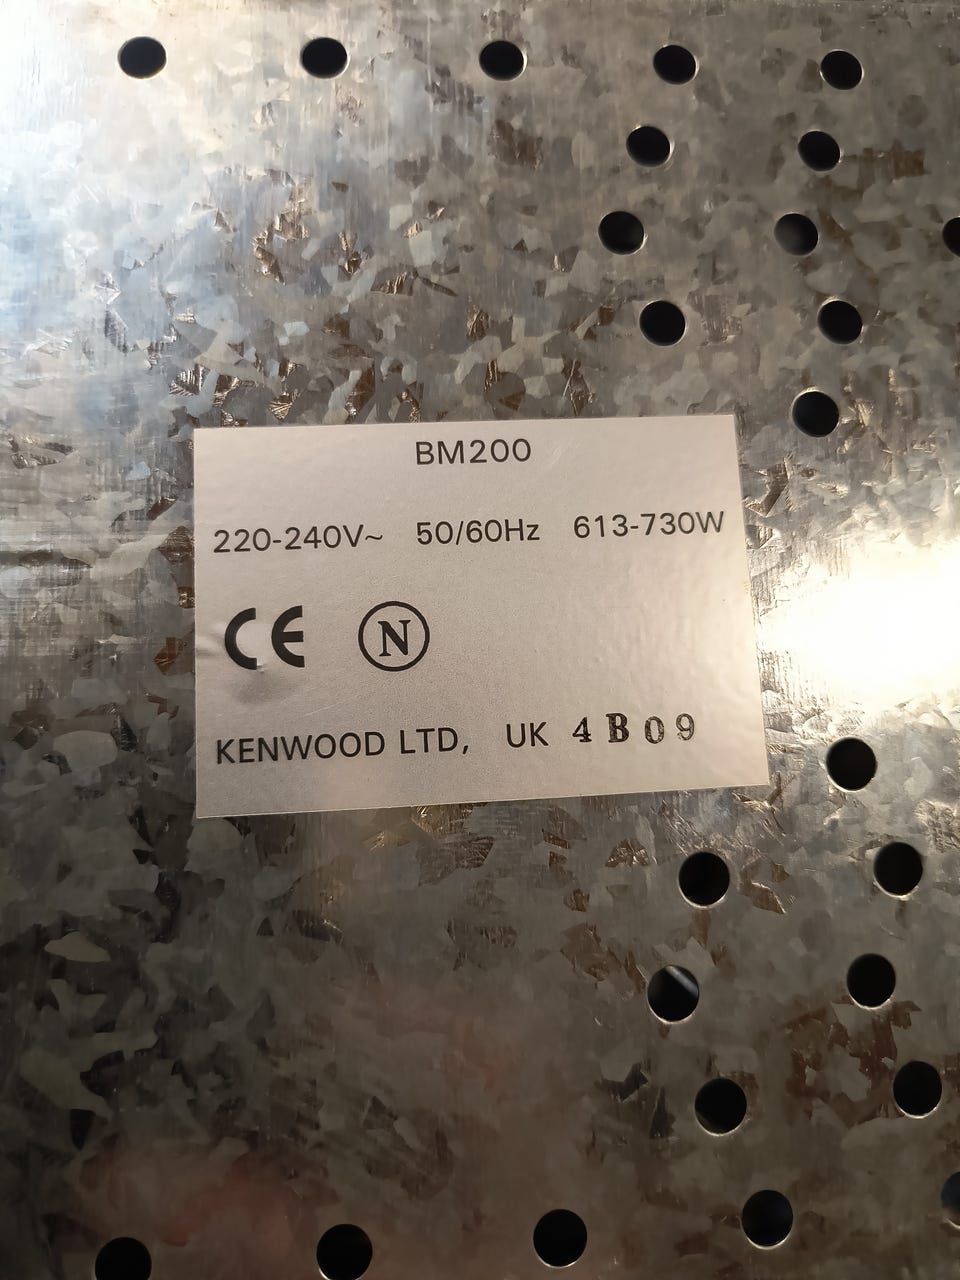 BM200
220-240V~ 50/60Hz 613-730W
CE N
KENWOOD LTD, UK 4B09